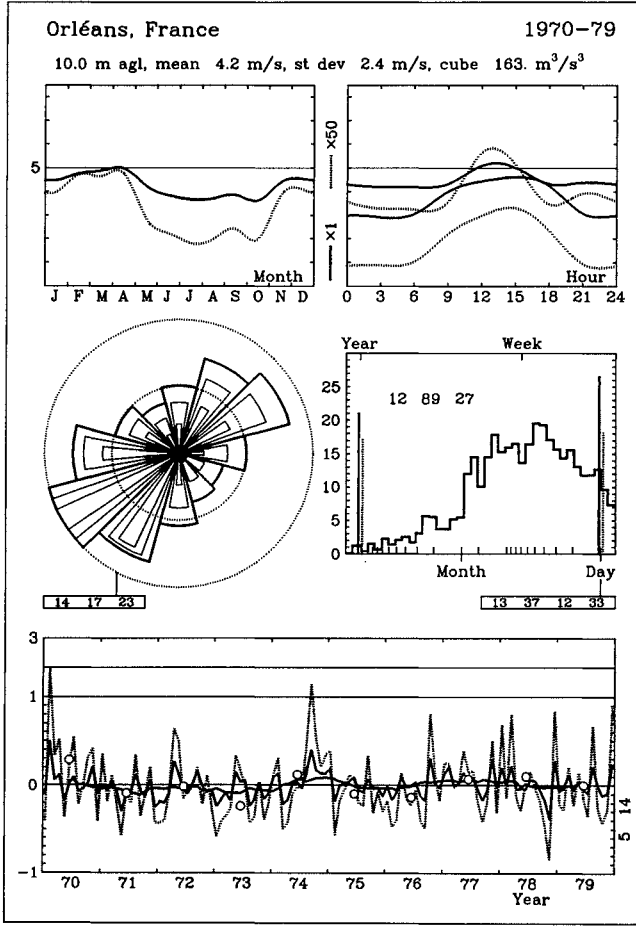 Orléans, France 1970-79
10.0 m agl, mean 4.2 m/s, st dev 2.4 m/s, cube 163. m³/s³
5
×50
×1
Month
J F M A M J J A S O N D
Hour
0 3 6 9 12 15 18 21 24
Year Week
30
25
20
15
10
5
0
12 89 27
Month Day
14 17 23
13 37 12 33
3
1
0
-1
70 71 72 73 74 75 76 77 78 79
Year
5 14